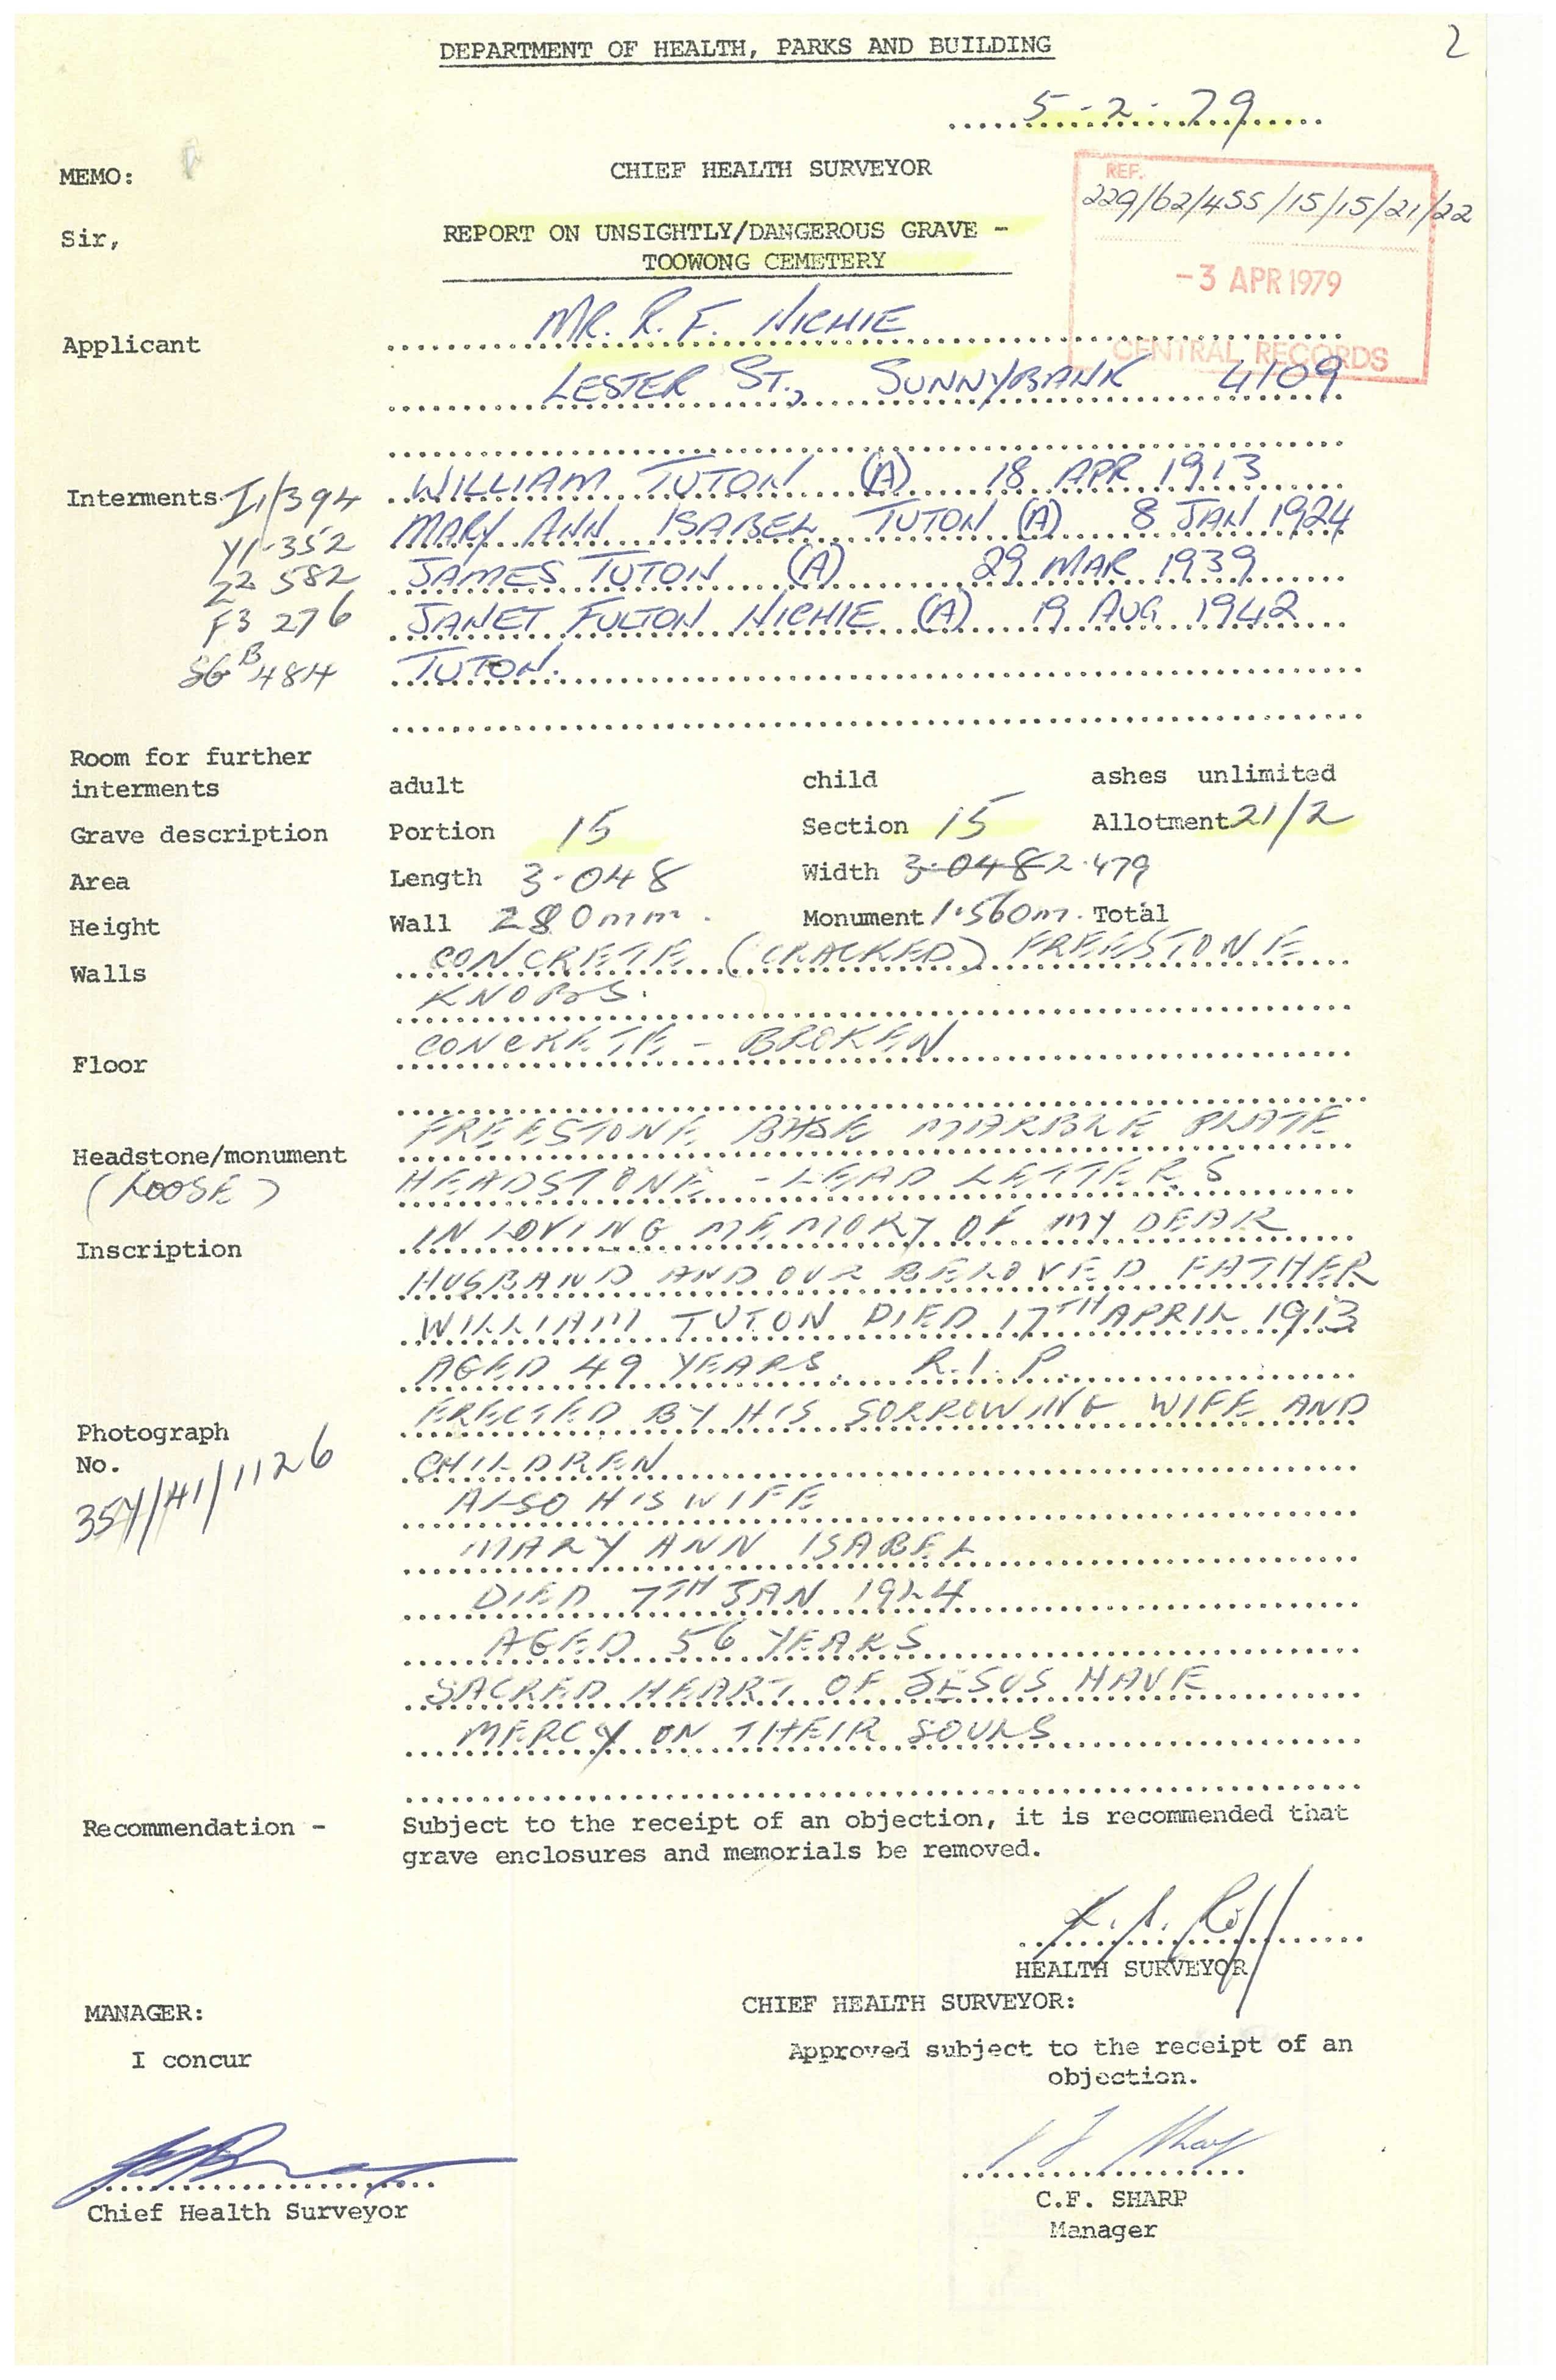 DEPARTMENT OF HEALTH, PARKS AND BUILDING
2
5-2-79
MEMO:
CHIEF HEALTH SURVEYOR
REF.
229/62/455/15/15/21/22
Sir,
REPORT ON UNSIGHTLY/DANGEROUS GRAVE -
TOOWONG CEMETERY
-3 APR 1979
CENTRAL RECORDS
Applicant MR. R. F. NICHIE
LESTER ST., SUNNYBANK 4109
Interments I1/394 WILLIAM TUTON (A) 18 APR 1913
Y1-352 MARY ANN ISABEL TUTON (A) 8 JAN 1924
22 582 JAMES TUTON (A) 29 MAR 1939
F3 276 JANET FULTON NICHIE (A) 19 AUG 1942
SG B 484 TUTON.
Room for further
interments adult child ashes unlimited
Grave description Portion 15 Section 15 Allotment 21/2
Area Length 3.048 Width 3.048 2.479
Height Wall 280mm. Monument 1.560m. Total
Walls CONCRETE (CRACKED) FREESTONE
KNOBS.
Floor CONCRETE - BROKEN
Headstone/monument FREESTONE BASE MARBLE PLATE
(LOOSE) HEADSTONE - LEAD LETTERS
Inscription IN LOVING MEMORY OF MY DEAR
HUSBAND AND OUR BELOVED FATHER
WILLIAM TUTON DIED 17TH APRIL 1913
AGED 49 YEARS. R.I.P.
ERECTED BY HIS SORROWING WIFE AND
Photograph
No. CHILDREN
357/41/1126
ALSO HIS WIFE
MARY ANN ISABEL
DIED 7TH JAN 1924
AGED 56 YEARS
SACRED HEART OF JESUS HAVE
MERCY ON THEIR SOULS
Recommendation - Subject to the receipt of an objection, it is recommended that
grave enclosures and memorials be removed.
HEALTH SURVEYOR
MANAGER:
CHIEF HEALTH SURVEYOR:
I concur
Approved subject to the receipt of an
objection.
Chief Health Surveyor
C.F. SHARP
Manager